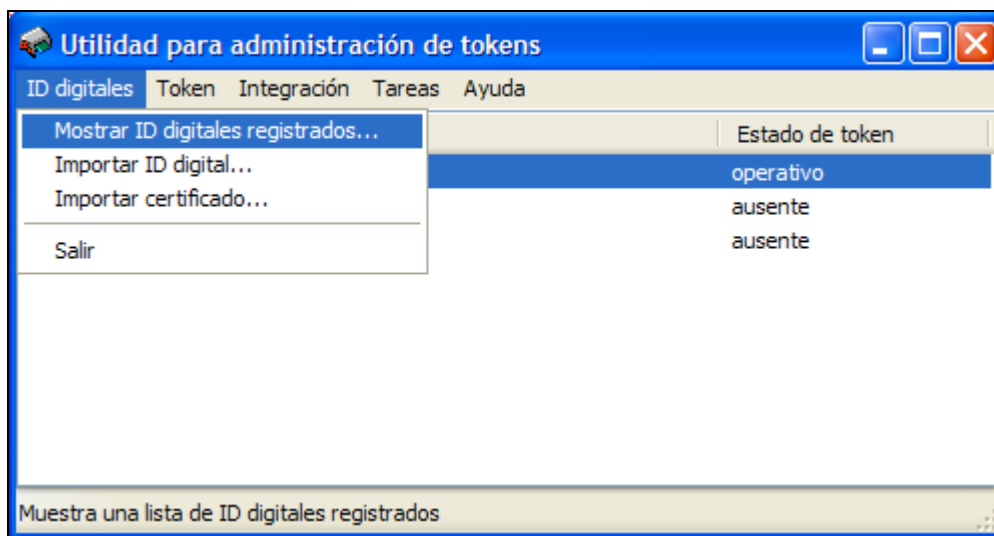 Utilidad para administración de tokens
ID digitales Token Integración Tareas Ayuda
Mostrar ID digitales registrados...
Importar ID digital...
Importar certificado...
Salir
Estado de token
operativo
ausente
ausente
Muestra una lista de ID digitales registrados